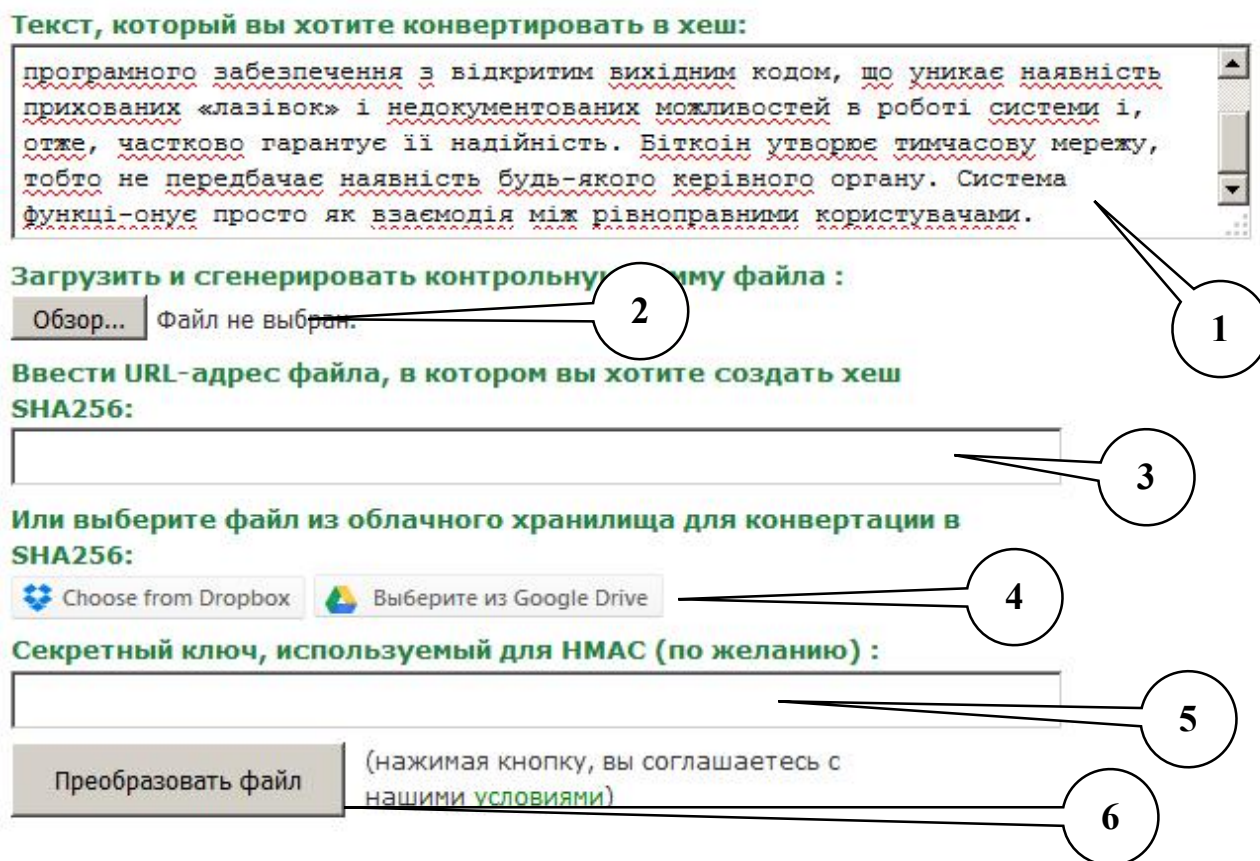 Текст, который вы хотите конвертировать в хеш:
програмного забезпечення з відкритим вихідним кодом, що уникає наявність
прихованих «лазівок» і недокументованих можливостей в роботі системи і,
отже, частково гарантує її надійність. Біткоін утворює тимчасову мережу,
тобто не передбачає наявність будь-якого керівного органу. Система
функці-онує просто як взаємодія між рівноправними користувачами.
1
Загрузить и сгенерировать контрольную файла :
2
Обзор... Файл не выбран.
Ввести URL-адрес файла, в котором вы хотите создать хеш
SHA256:
3
Или выберите файл из облачного хранилища для конвертации в
SHA256:
Choose from Dropbox Выберите из Google Drive
4
Секретный ключ, используемый для HMAC (по желанию) :
5
Преобразовать файл (нажимая кнопку, вы соглашаетесь с
нашими условиями)
6